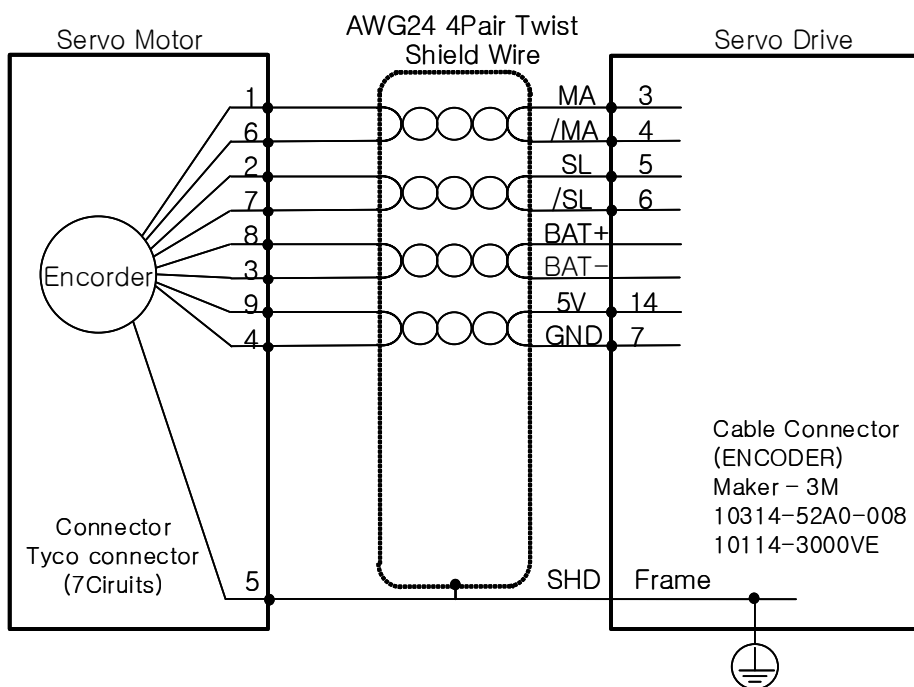 AWG24 4Pair Twist
Shield Wire
Servo Motor
Servo Drive
1 MA 3
6 /MA 4
2 SL 5
7 /SL 6
8 BAT+
3 BAT-
9 5V 14
4 GND 7
Encorder
Cable Connector
(ENCODER)
Maker - 3M
10314-52A0-008
10114-3000VE
Connector
Tyco connector
(7Ciruits)
5 SHD Frame